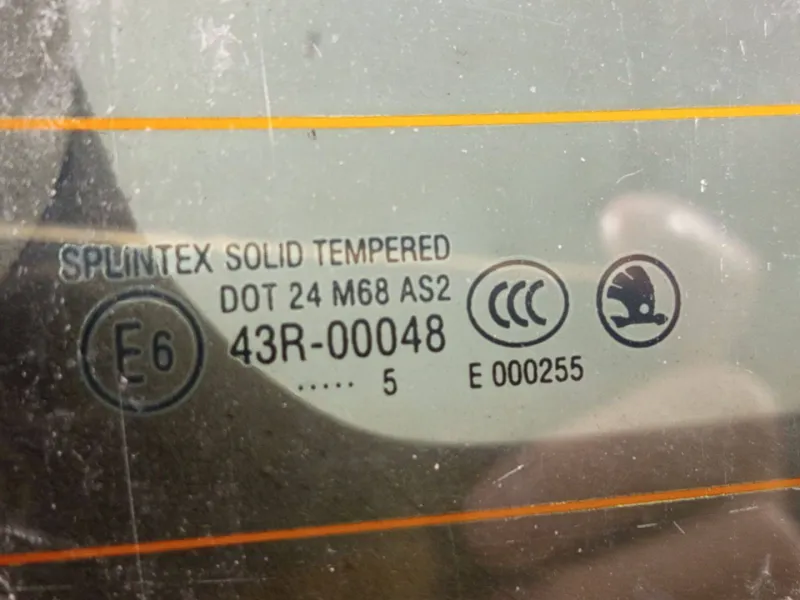 SPLINTEX SOLID TEMPERED
DOT 24 M68 AS2
CCC
E6
43R-00048
..... 5
E 000255